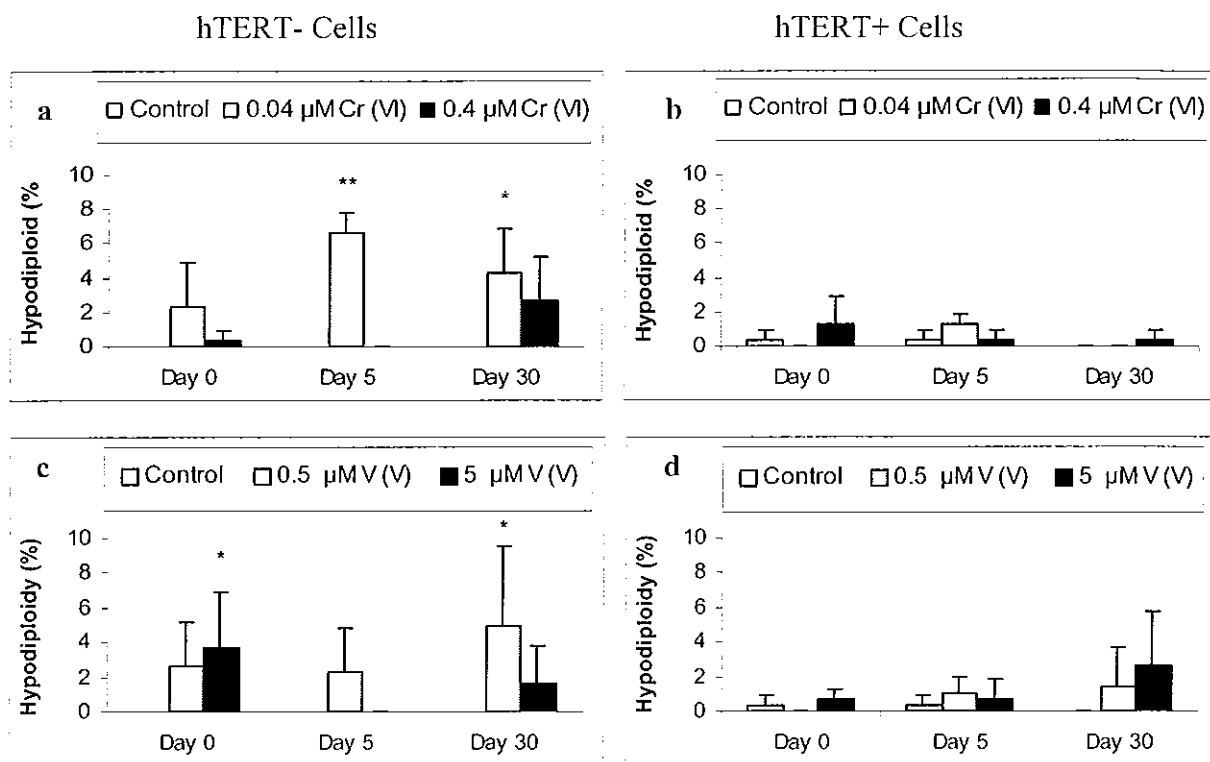 hTERT- Cells
hTERT+ Cells
a
Control 0.04 µM Cr (VI) 0.4 µM Cr (VI)
Hypodiploid (%
10
8
6
4
2
0
**
*
Day 0 Day 5 Day 30
b
Control 0.04 µM Cr (VI) 0.4 µM Cr (VI)
Hypodiploid (%
10
8
6
4
2
0
Day 0 Day 5 Day 30
c
Control 0.5 µM V (V) 5 µM V (V)
Hypodiploidy (%)
10
8
6
4
2
0
*
*
Day 0 Day 5 Day 30
d
Control 0.5 µM V (V) 5 µM V (V)
Hypodiploidy (%)
10
8
6
4
2
0
Day 0 Day 5 Day 30